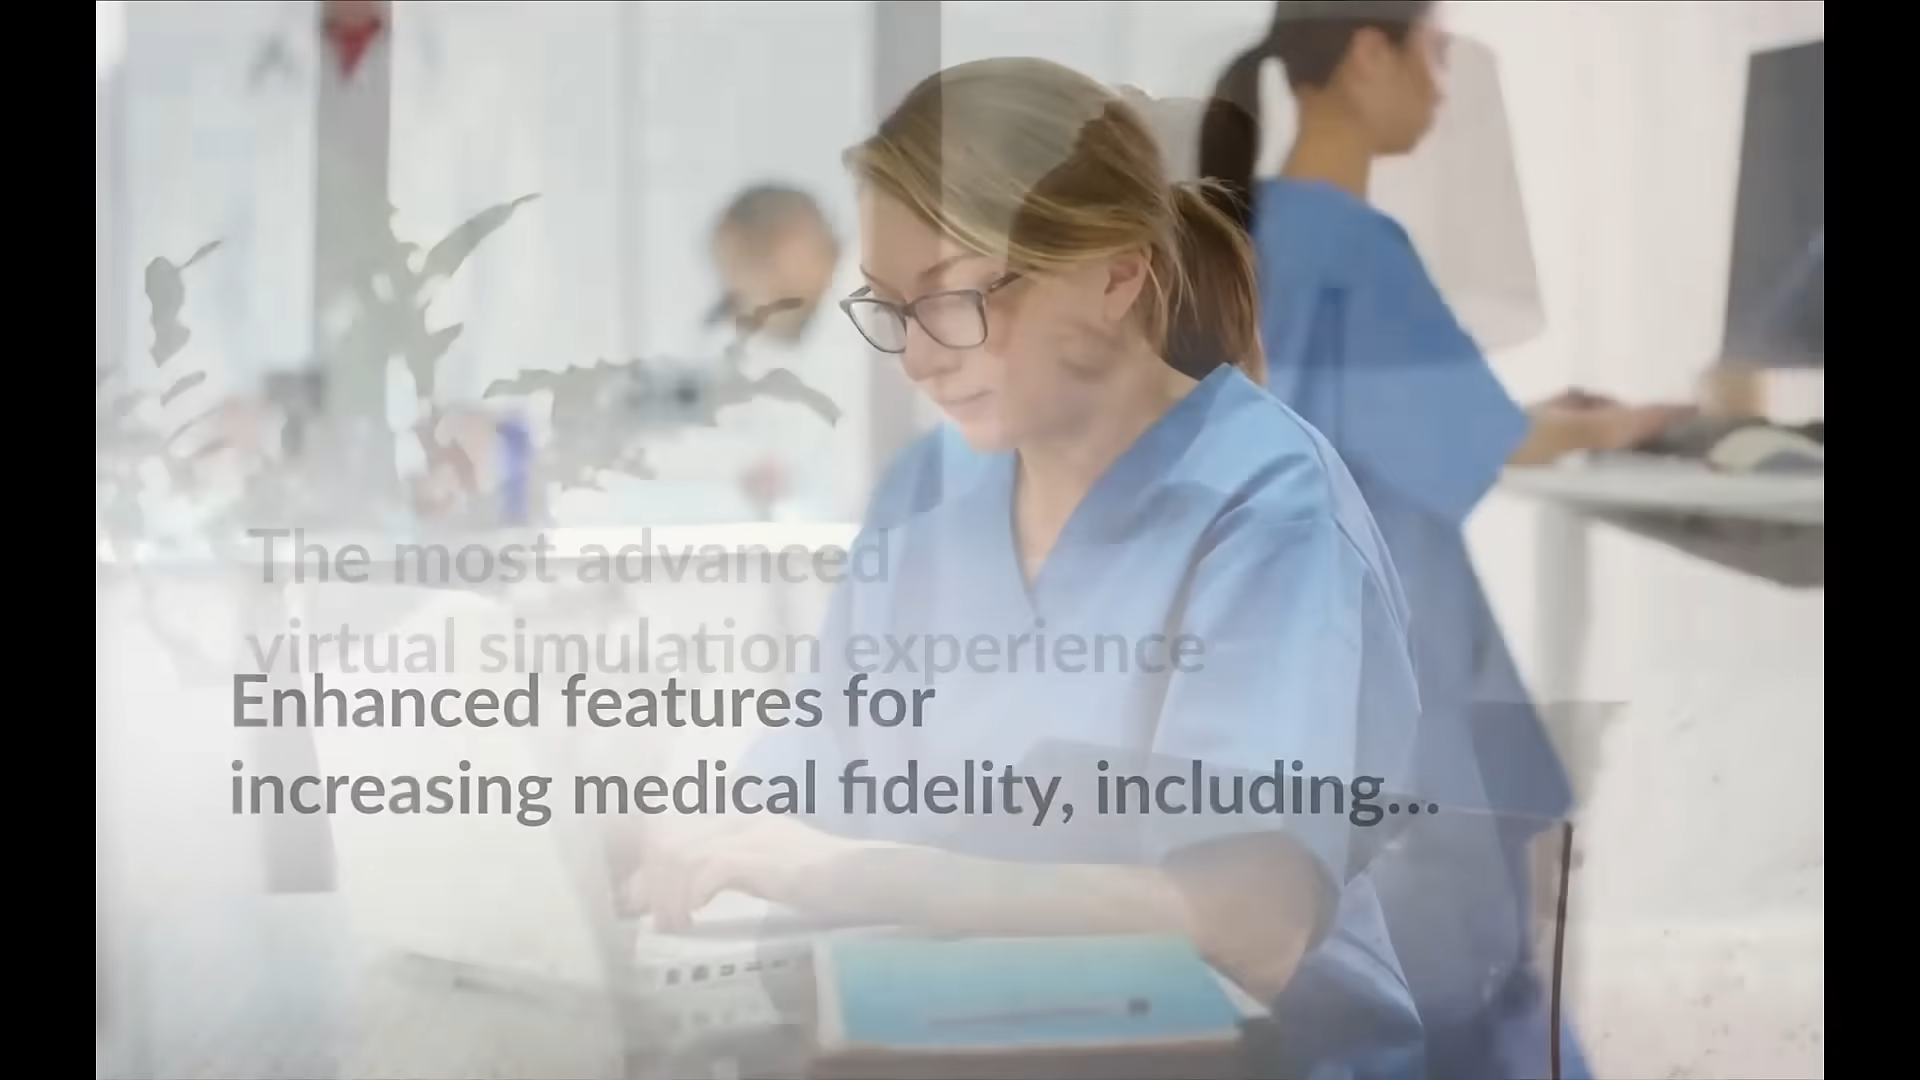 The most advanced
virtual simulation experience
Enhanced features for
increasing medical fidelity, including...